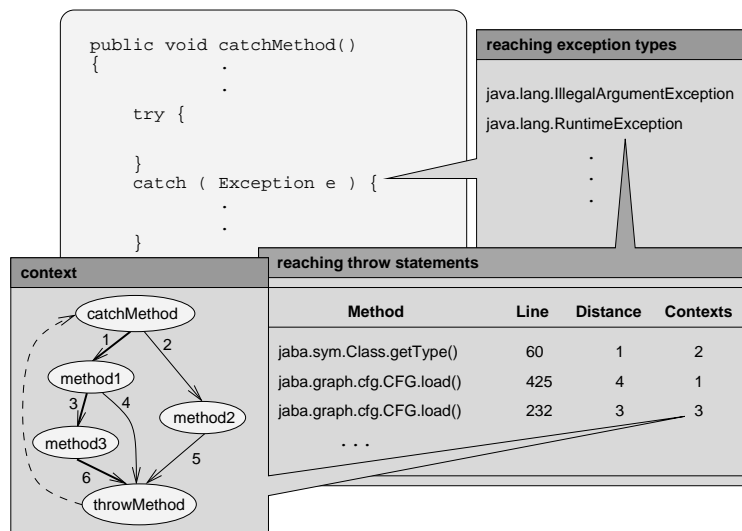 public void catchMethod()
{
.
.
try {
}
catch ( Exception e ) {
.
.
}
reaching exception types
java.lang.IllegalArgumentException
java.lang.RuntimeException
.
.
.
reaching throw statements
Method Line Distance Contexts
jaba.sym.Class.getType() 60 1 2
jaba.graph.cfg.CFG.load() 425 4 1
jaba.graph.cfg.CFG.load() 232 3 3
. . .
context
catchMethod
1 2
method1
3 4
method2
method3
5
6
throwMethod